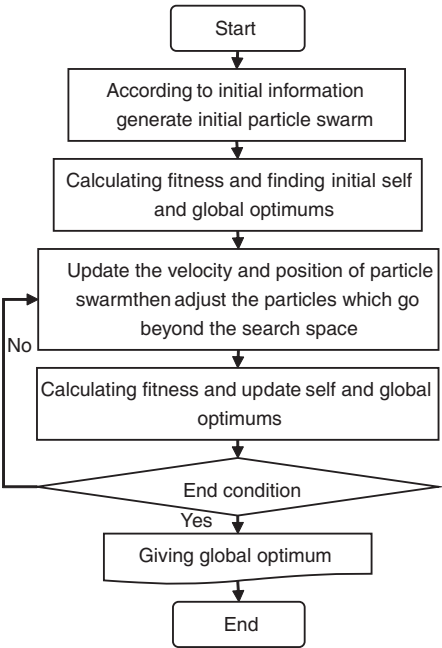 Start
According to initial information
generate initial particle swarm
Calculating fitness and finding initial self
and global optimums
Update the velocity and position of particle
swarmthen adjust the particles which go
beyond the search space
No
Calculating fitness and update self and global
optimums
End condition
Yes
Giving global optimum
End